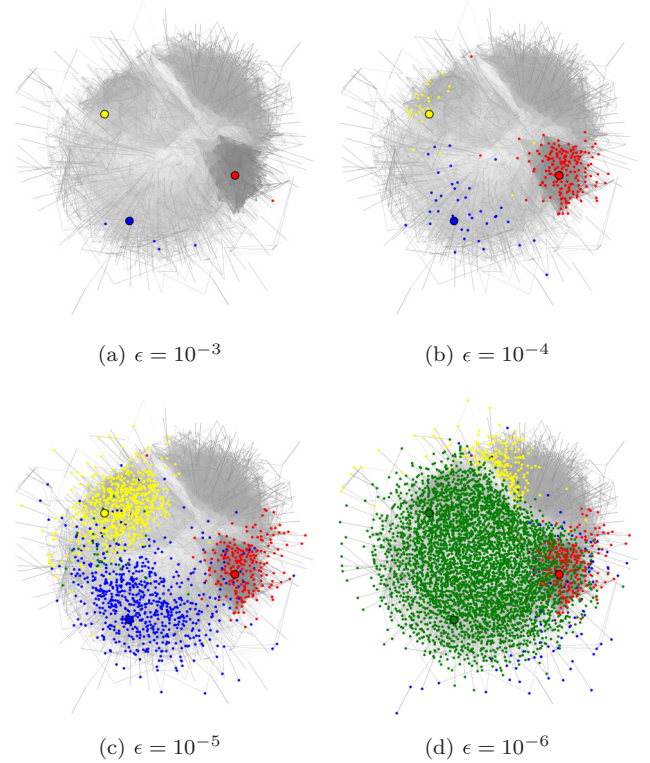 (a) ϵ = 10⁻³
(b) ϵ = 10⁻⁴
(c) ϵ = 10⁻⁵
(d) ϵ = 10⁻⁶